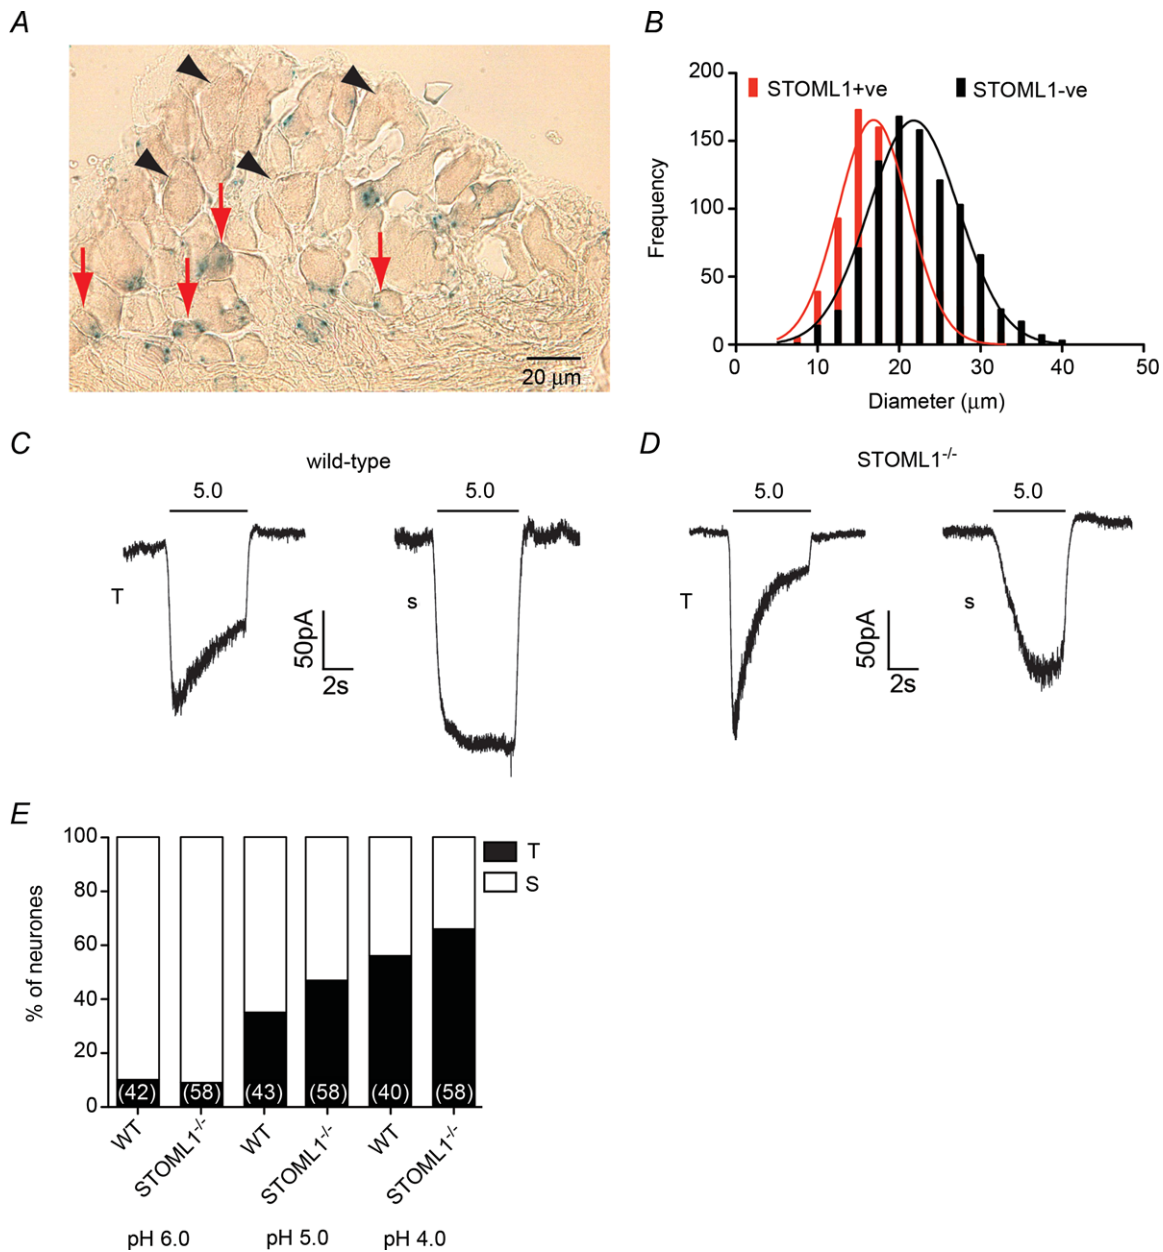 A
20 µm
B
STOML1+ve
STOML1-ve
Frequency
200
150
100
50
0
0 10 20 30 40 50
Diameter (µm)
C
wild-type
5.0 5.0
T
s
50pA
2s
D
STOML1-/-
5.0 5.0
T
s
50pA
2s
E
T
S
% of neurones
100
80
60
40
20
0
(42) (58) (43) (58) (40) (58)
WT STOML1-/- WT STOML1-/- WT STOML1-/-
pH 6.0 pH 5.0 pH 4.0